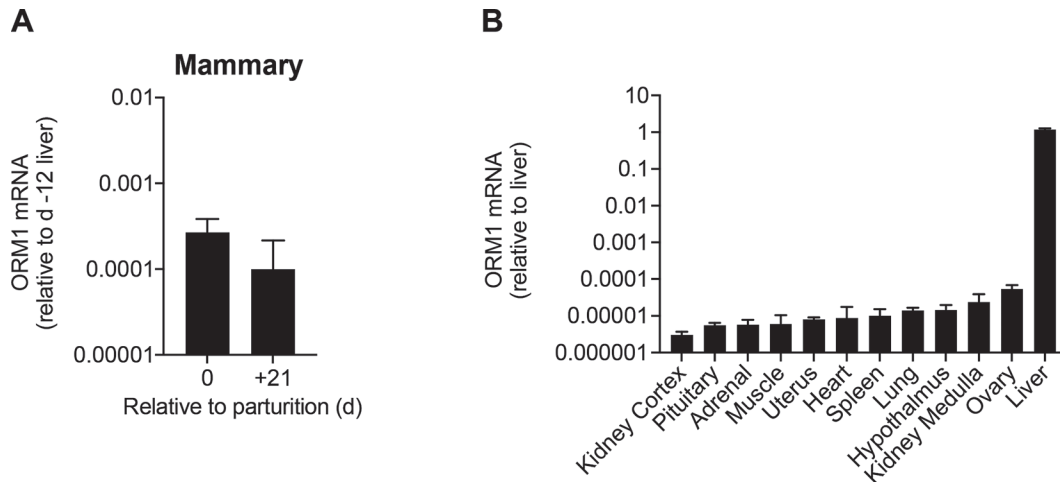 A
Mammary
ORM1 mRNA
(relative to d -12 liver)
0.01
0.001
0.0001
0.00001
0
+21
Relative to parturition (d)
B
ORM1 mRNA
(relative to liver)
10
1
0.1
0.01
0.001
0.0001
0.00001
0.000001
Kidney Cortex
Pituitary
Adrenal
Muscle
Uterus
Heart
Spleen
Lung
Hypothalmus
Kidney Medulla
Ovary
Liver